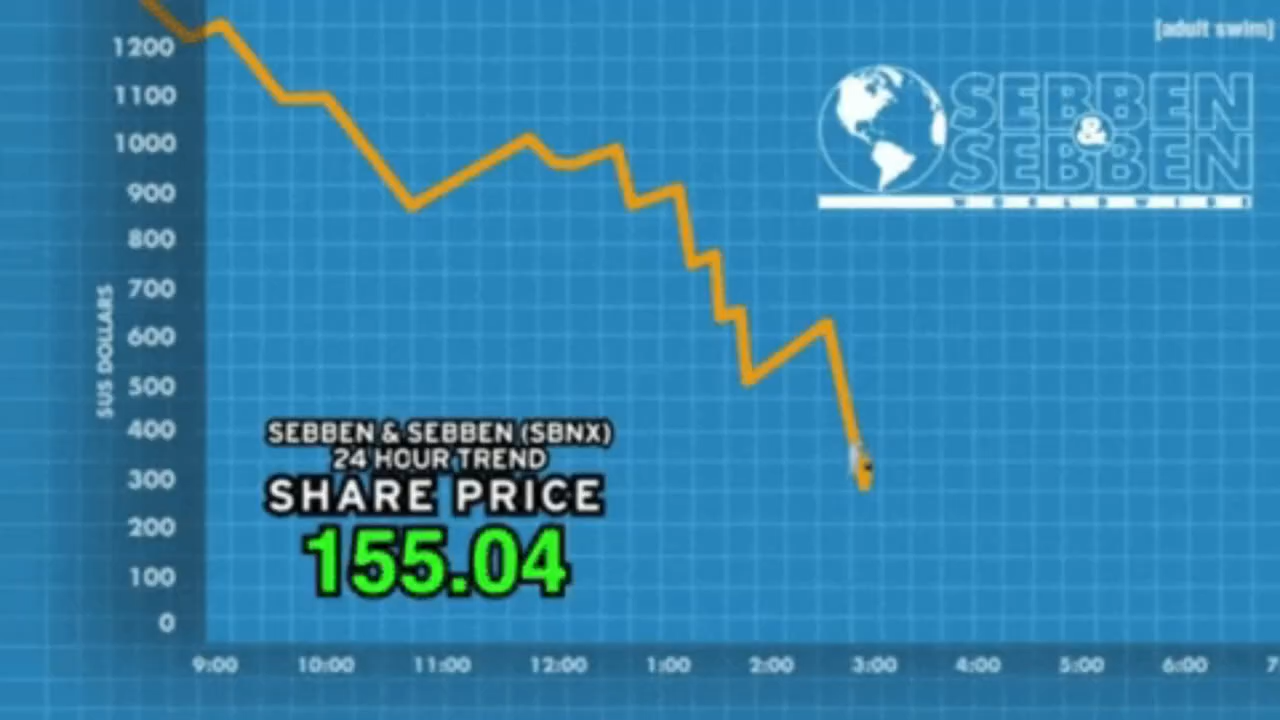 [adult swim]
SEBBEN
&
SEBBEN
WORLDWIDE
1200
1100
1000
900
800
700
600
500
400
300
200
100
0
$US DOLLARS
SEBBEN & SEBBEN (SBNX)
24 HOUR TREND
SHARE PRICE
155.04
9:00 10:00 11:00 12:00 1:00 2:00 3:00 4:00 5:00 6:00 7